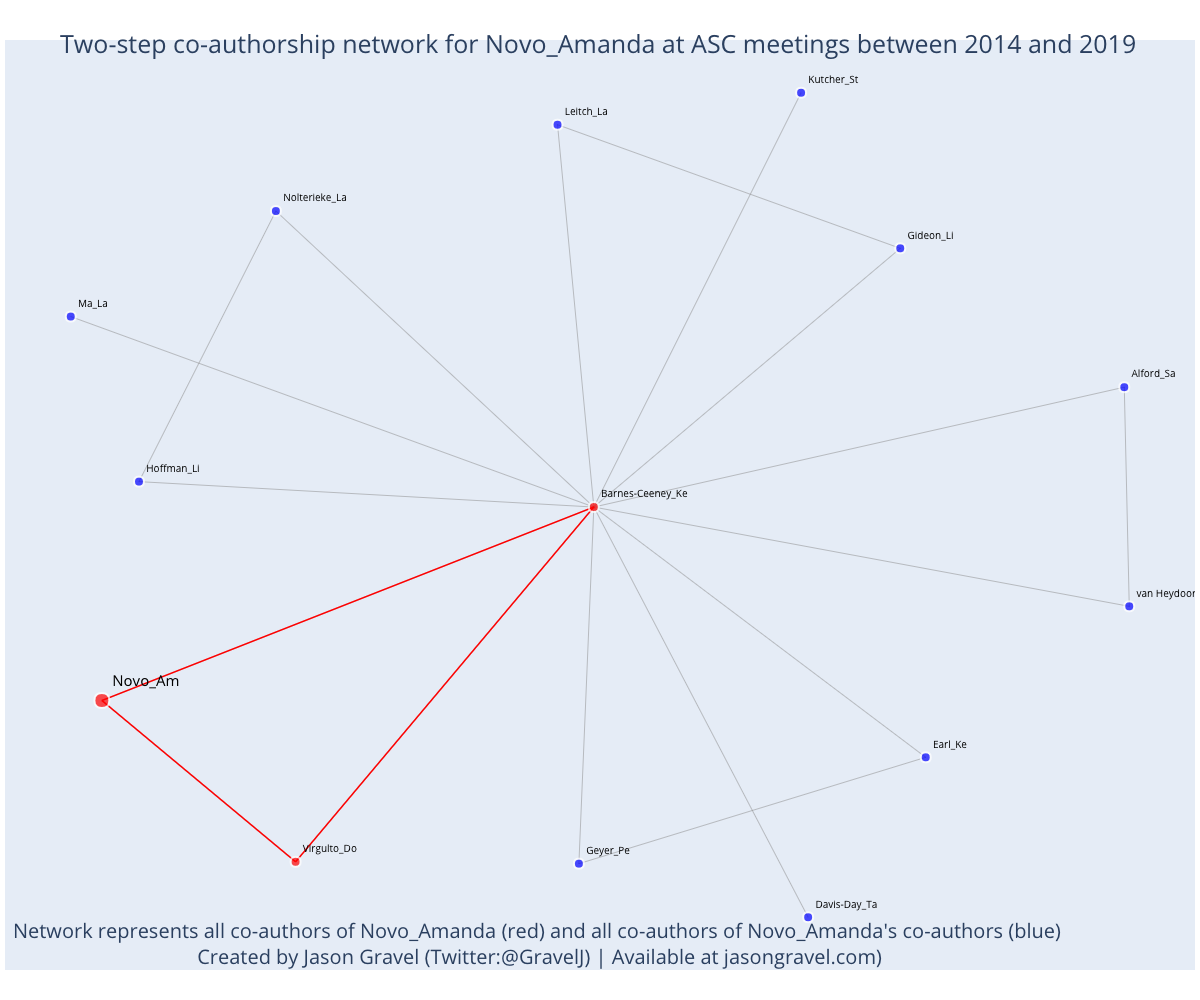 Two-step co-authorship network for Novo_Amanda at ASC meetings between 2014 and 2019
Kutcher_St
Leitch_La
Nolterieke_La
Gideon_Li
Ma_La
Alford_Sa
Hoffman_Li
Barnes-Ceeney_Ke
van Heydoor
Novo_Am
Earl_Ke
Virgulto_Do
Geyer_Pe
Davis-Day_Ta
Network represents all co-authors of Novo_Amanda (red) and all co-authors of Novo_Amanda's co-authors (blue)
Created by Jason Gravel (Twitter:@GravelJ) | Available at jasongravel.com)